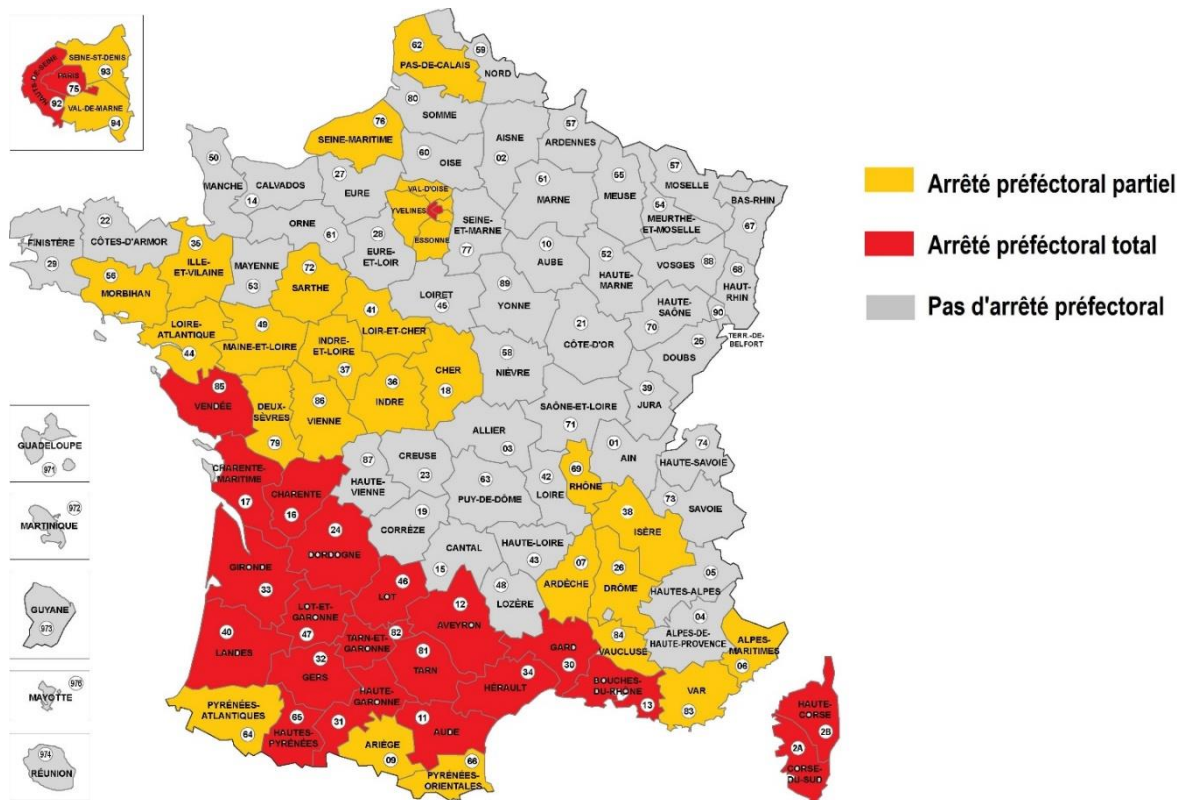 SEINE-ST-DENIS
93
HAUTS-DE-SEINE
PARIS
75
92
VAL-DE-MARNE
94
62
PAS-DE-CALAIS
59
NORD
80
SOMME
76
SEINE-MARITIME
AISNE
02
57
ARDENNES
60
OISE
50
MANCHE
CALVADOS
14
27
EURE
VAL-D'OISE
YVELINES
ESSONNE
SEINE-
ET-MARNE
77
51
MARNE
55
MEUSE
57
MOSELLE
54
MEURTHE-
ET-MOSELLE
BAS-RHIN
67
Arrêté préféctoral partiel
Arrêté préféctoral total
Pas d'arrêté préfectoral
FINISTÈRE
29
22
CÔTES-D'ARMOR
35
ILLE-
ET-VILAINE
56
MORBIHAN
ORNE
61
MAYENNE
53
72
SARTHE
28
EURE-
ET-LOIR
LOIRET
45
10
AUBE
52
HAUTE-
MARNE
VOSGES
88
68
HAUT-
RHIN
89
YONNE
HAUTE-
SAÔNE
70
90
TERR.-DE-
BELFORT
LOIRE-
ATLANTIQUE
44
49
MAINE-ET-LOIRE
INDRE-
ET-LOIRE
37
41
LOIR-ET-CHER
CHER
18
58
NIÈVRE
21
CÔTE-D'OR
25
DOUBS
39
JURA
85
VENDÉE
DEUX-
SÈVRES
79
86
VIENNE
36
INDRE
ALLIER
03
SAÔNE-ET-LOIRE
71
01
AIN
74
HAUTE-SAVOIE
73
SAVOIE
GUADELOUPE
971
MARTINIQUE
972
GUYANE
973
MAYOTTE
976
974
RÉUNION
CHARENTE-
MARITIME
17
CHARENTE
16
87
HAUTE-
VIENNE
CREUSE
23
63
PUY-DE-DÔME
42
LOIRE
69
RHÔNE
38
ISÈRE
19
CORRÈZE
24
DORDOGNE
CANTAL
15
HAUTE-LOIRE
43
07
ARDÈCHE
26
DRÔME
05
HAUTES-ALPES
GIRONDE
33
46
LOT
12
AVEYRON
48
LOZÈRE
04
ALPES-DE-
HAUTE-PROVENCE
ALPES-
MARITIMES
06
LOT-ET-
GARONNE
47
82
TARN-ET-
GARONNE
81
TARN
GARD
30
84
VAUCLUSE
40
LANDES
32
GERS
HAUTE-
GARONNE
31
34
HÉRAULT
BOUCHES-
DU-RHÔNE
13
VAR
83
PYRÉNÉES-
ATLANTIQUES
64
65
HAUTES-
PYRÉNÉES
ARIÈGE
09
11
AUDE
66
PYRÉNÉES-
ORIENTALES
HAUTE-
CORSE
2B
2A
CORSE-
DU-SUD